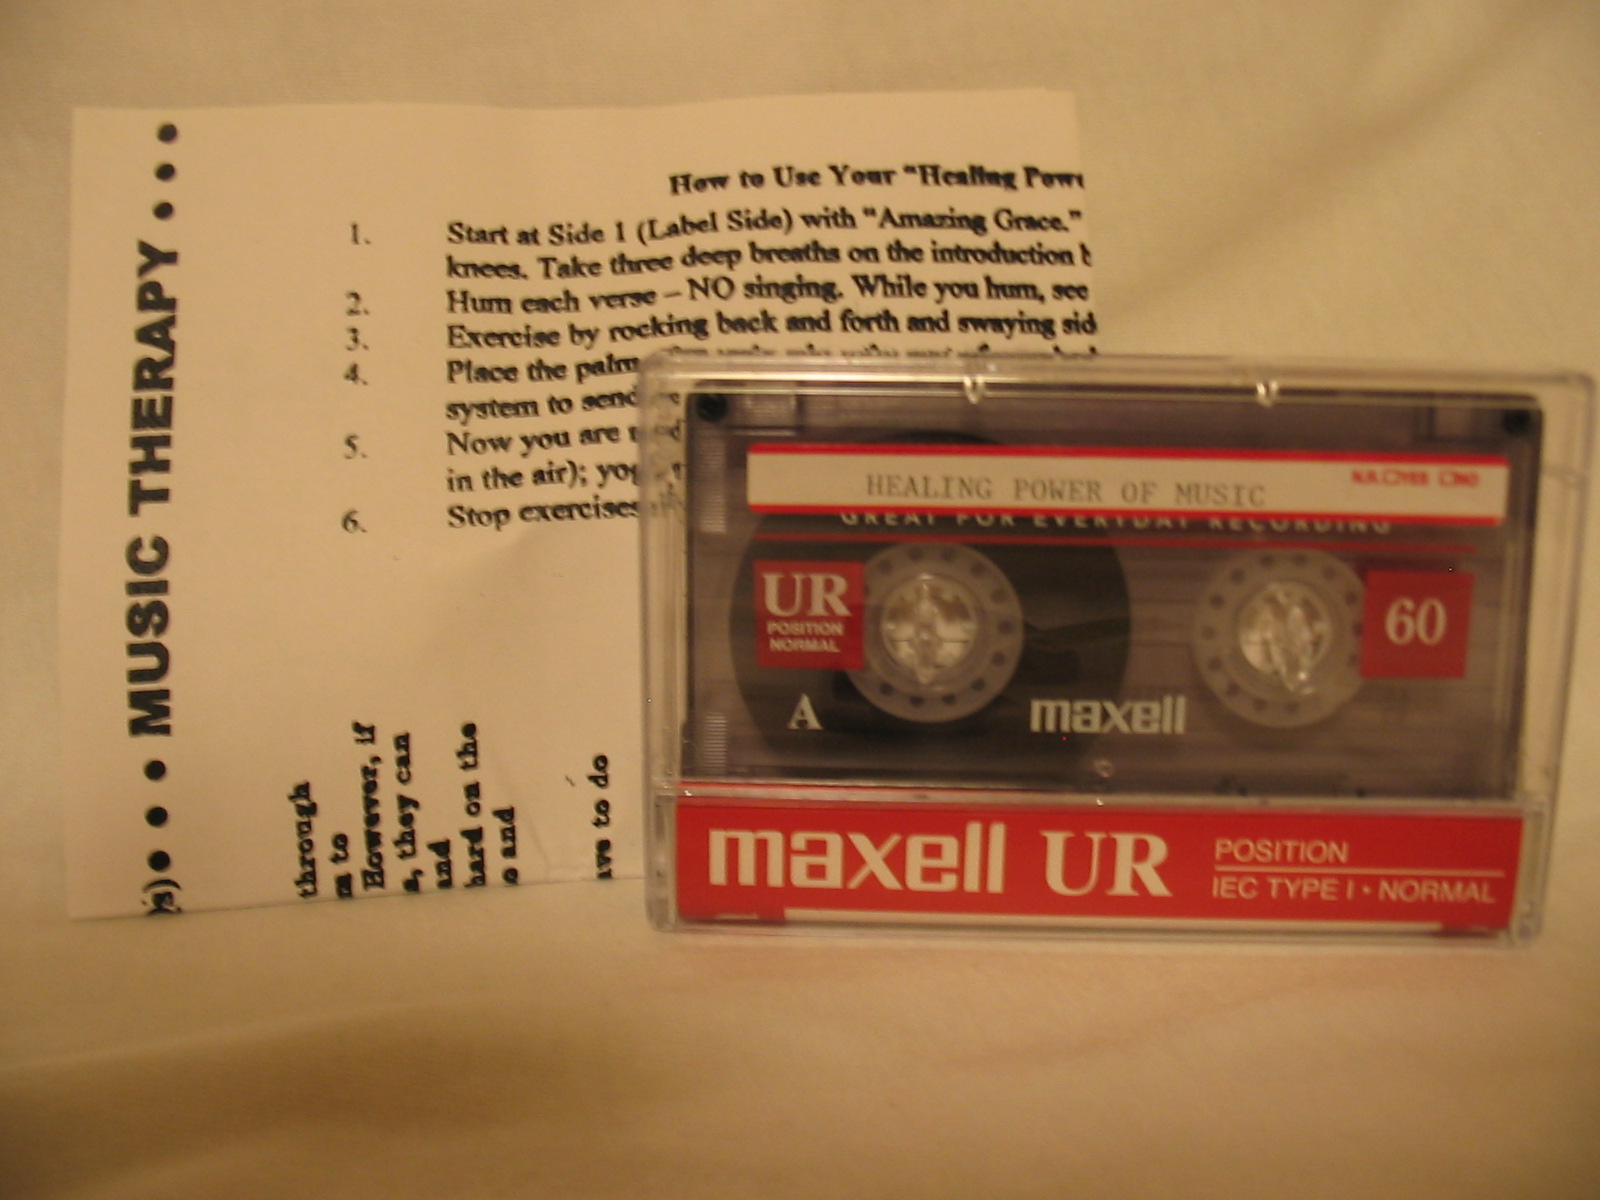 • • • MUSIC THERAPY • • •
How to Use Your "Healing Power
1. Start at Side 1 (Label Side) with "Amazing Grace."
knees. Take three deep breaths on the introduction
2. Hum each verse – NO singing. While you hum, see
3. Exercise by rocking back and forth and swaying
4. Place the palm
system to send
5. Now you are
in the air);
6. Stop exercises
through
to
However, if
they can
and
hard on the
and
to do
HEALING POWER OF MUSIC
GREAT FOR EVERYDAY RECORDING
UR
POSITION
NORMAL
60
A
maxell
maxell UR
POSITION
IEC TYPE I • NORMAL